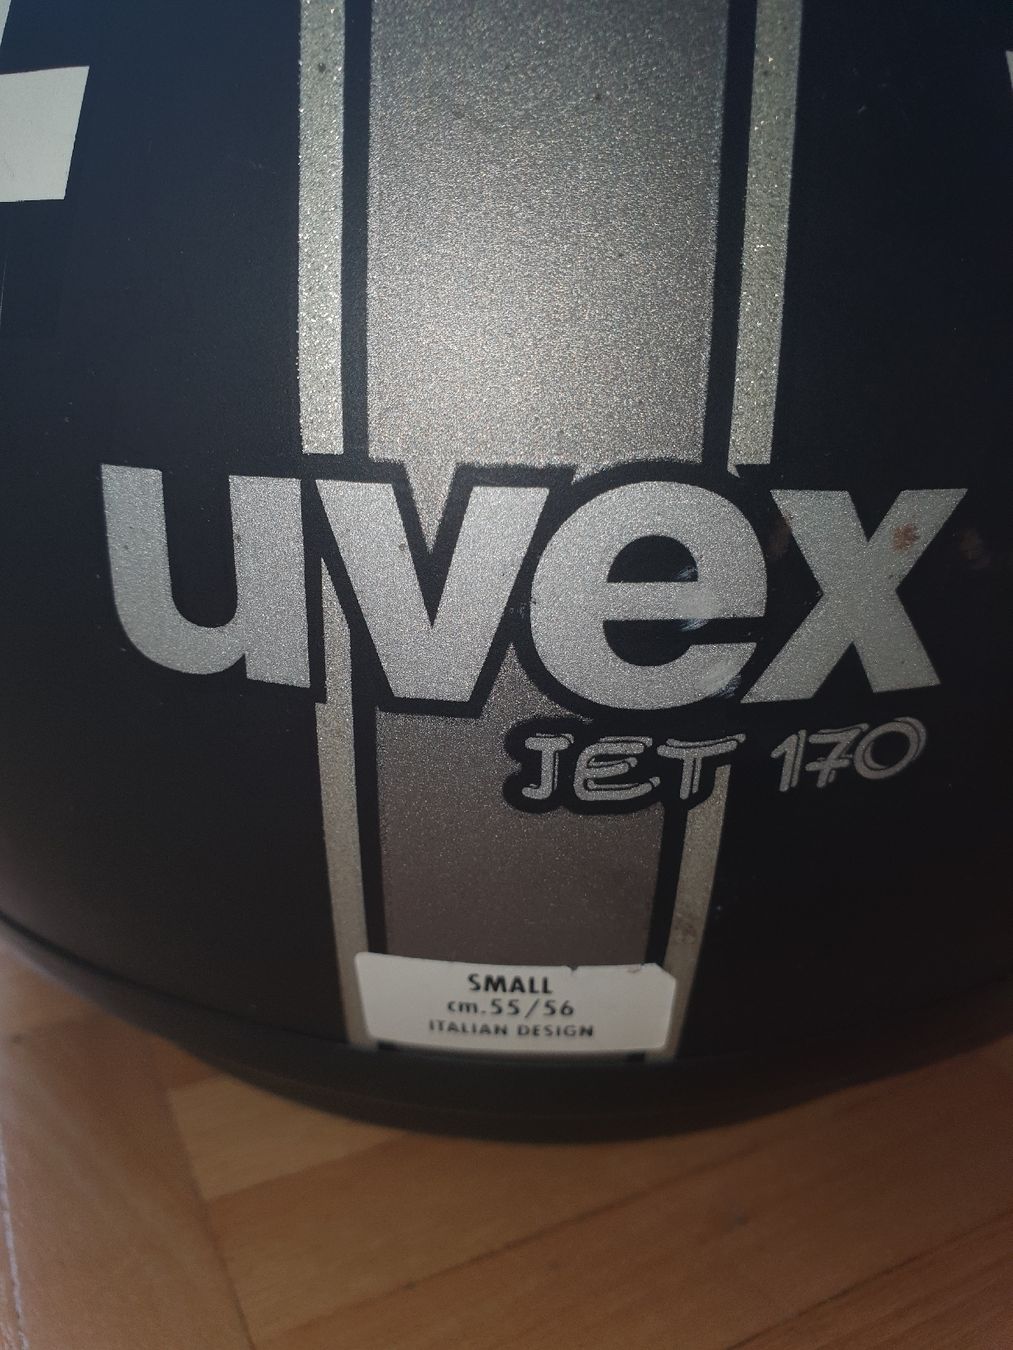 uvex
JET 170
SMALL
cm.55/56
ITALIAN DESIGN